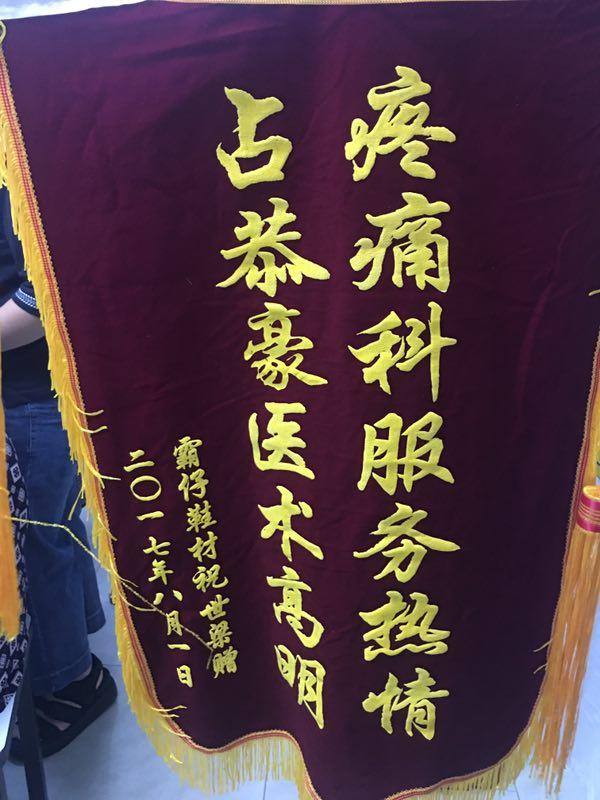 疼痛科服务热情
占恭豪医术高明
霸仔鞋材祝世梁赠
二〇一七年八月一日